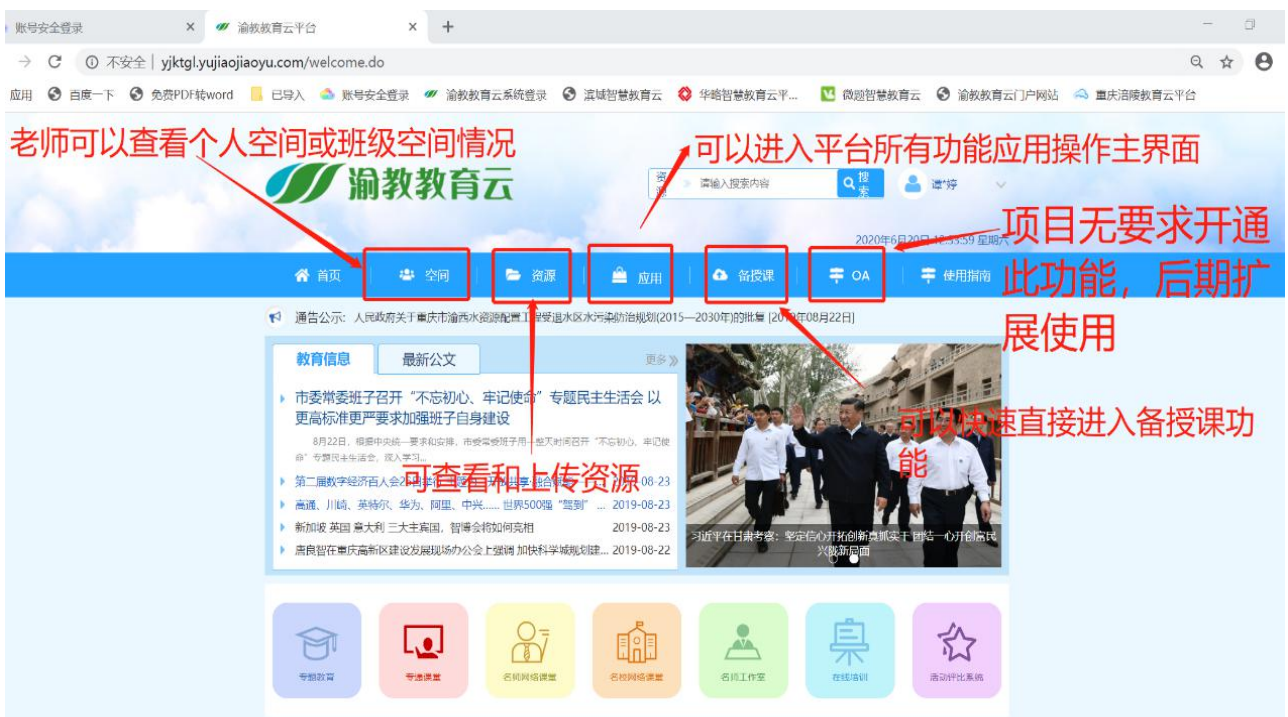 账号安全登录 渝教教育云平台
不安全 | yjktgl.yujiaojiaoyu.com/welcome.do
应用 百度一下 免费PDF转word 已导入 账号安全登录 渝教教育云系统登录 滨城智慧教育云 华略智慧教育云平... 微题智慧教育云 渝教教育云门户网站 重庆涪陵教育云平台
老师可以查看个人空间或班级空间情况
可以进入平台所有功能应用操作主界面
渝教教育云
资源 请输入搜索内容 搜索 谭*婷
项目无要求开通
此功能，后期扩
展使用
首页 空间 资源 应用 备授课 OA 使用指南
通告公示: 人民政府关于重庆市渝西水资源配置工程受退水区水污染防治规划(2015—2030年)的批复 [2019年08月22日]
教育信息 最新公文 更多
市委常委班子召开“不忘初心、牢记使命”专题民主生活会 以
更高标准更严要求加强班子自身建设
8月22日，根据中央统一要求和安排，市委常委班子用一整天时间召开“不忘初心、牢记使
命”专题民主生活会，深入学习...
可查看和上传资源
可以快速直接进入备授课功
能
2019-08-23
高通、川崎、英特尔、华为、阿里、中兴...... 世界500强“驾到” ... 2019-08-23
新加坡 英国 意大利 三大主宾国，智博会将如何亮相 2019-08-23
唐良智在重庆高新区建设发展现场办公会上强调 加快科学城规划建... 2019-08-22
习近平在甘肃考察：坚定信心开拓创新真抓实干 团结一心开创富民
兴陇新局面
专题教育 专递课堂 名师网络课堂 名校网络课堂 名师工作室 在线培训 活动评比系统